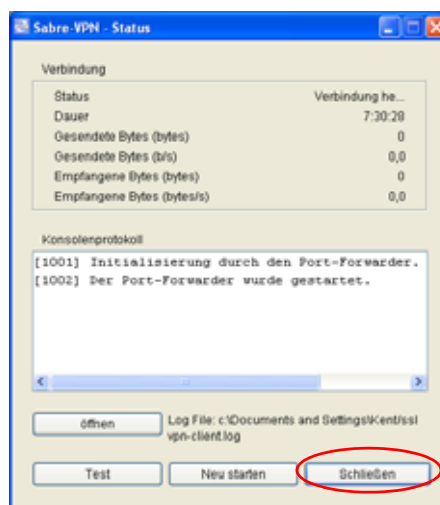 Sabre-VPN - Status
Verbindung
Status Verbindung he...
Dauer 7:30:28
Gesendete Bytes (bytes) 0
Gesendete Bytes (b/s) 0,0
Empfangene Bytes (bytes) 0
Empfangene Bytes (bytes/s) 0,0
Konsolenprotokoll
[1001] Initialisierung durch den Port-Forwarder.
[1002] Der Port-Forwarder wurde gestartet.
öffnen
Log File: c:\Documents and Settings\Kent/ssl
vpn-client.log
Test Neu starten Schließen